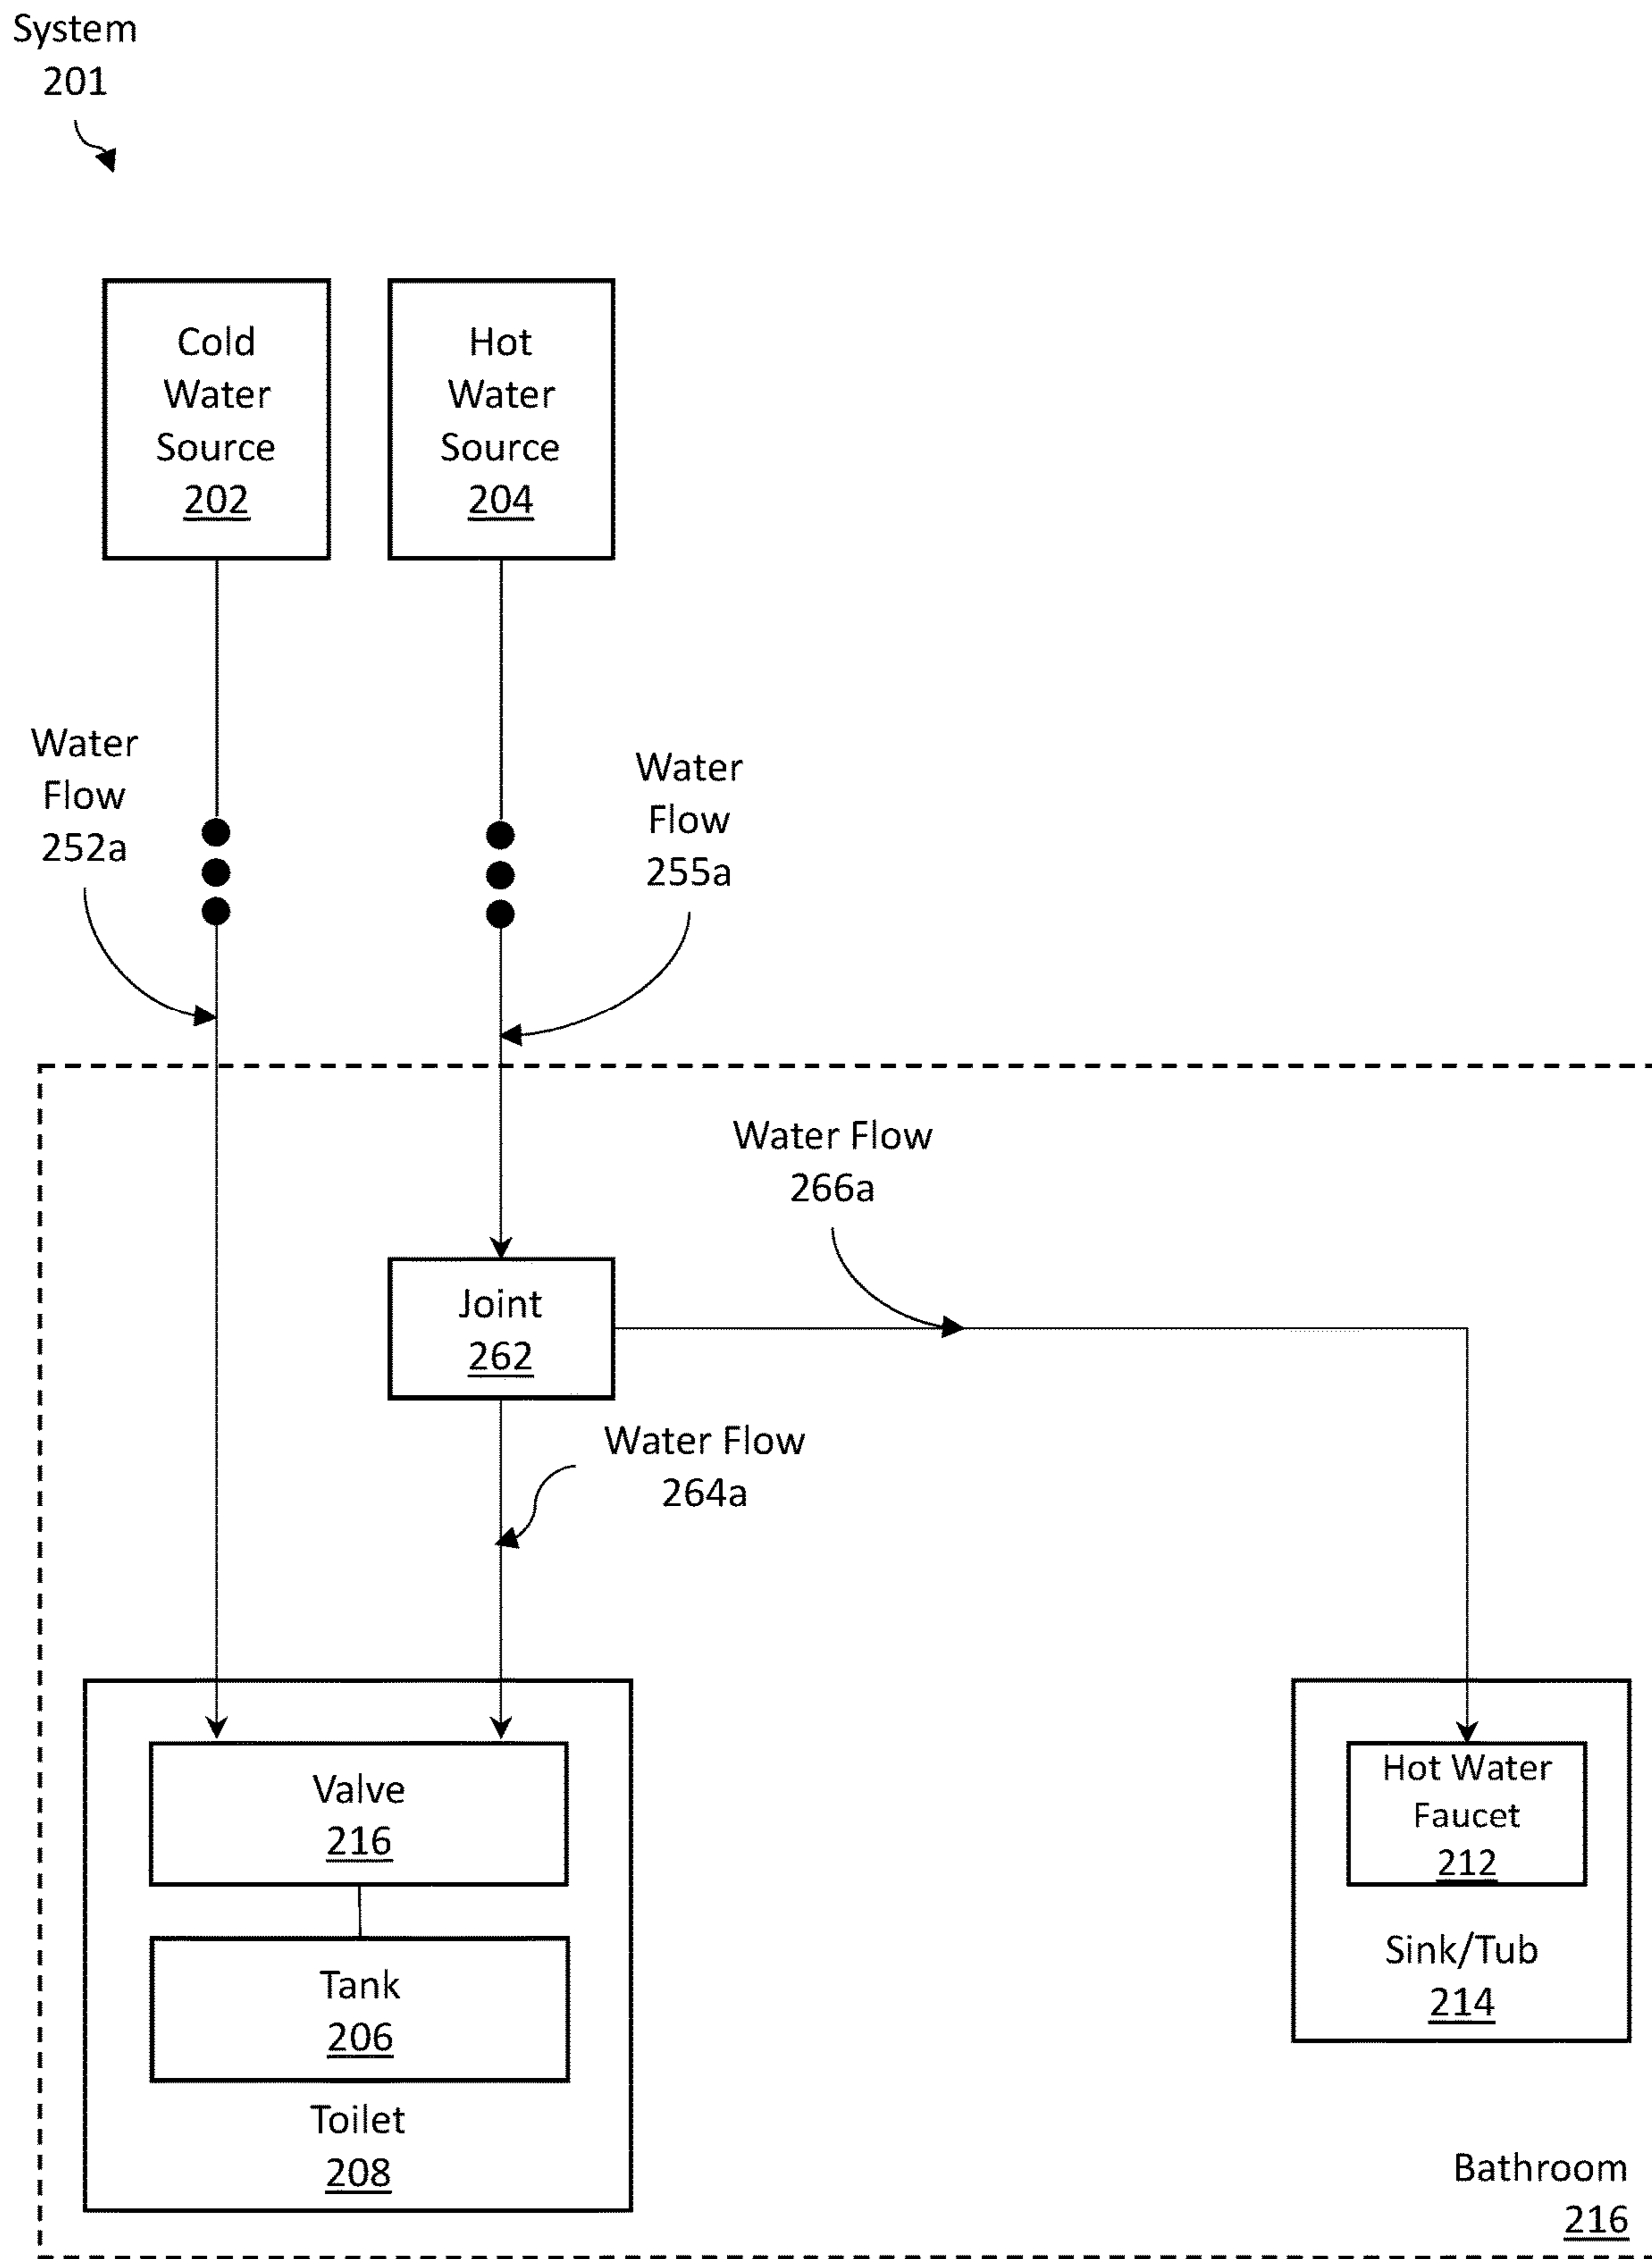 System
201
Cold
Water
Source
202
Hot
Water
Source
204
Water
Flow
252a
Water
Flow
255a
Water Flow
266a
Joint
262
Water Flow
264a
Valve
216
Tank
206
Toilet
208
Hot Water
Faucet
212
Sink/Tub
214
Bathroom
216